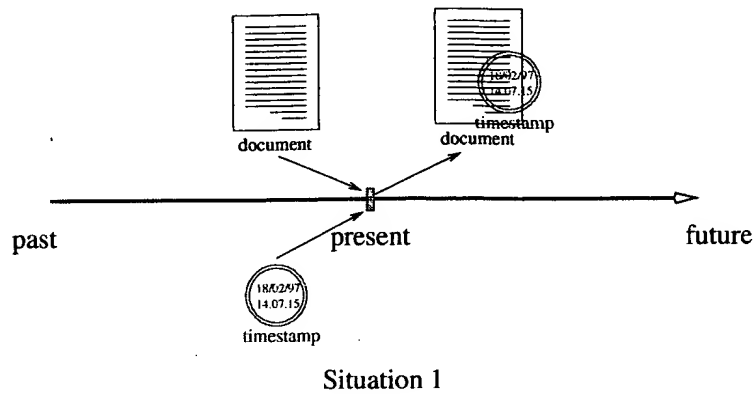 18/02/97
14.07.15
timestamp
document
document
past
present
future
18/02/97
14.07.15
timestamp
Situation 1